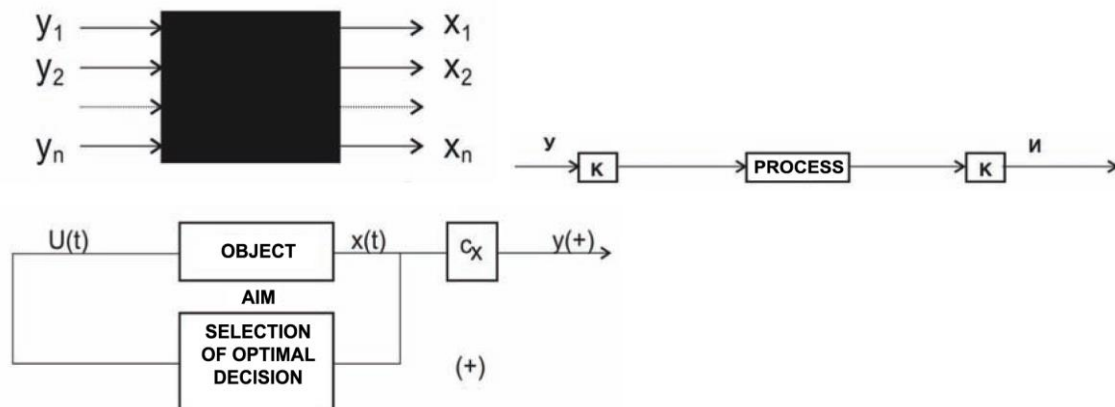 y1
x1
y2
x2
yn
xn
У
И
К
PROCESS
К
U(t)
OBJECT
x(t)
cx
y(+)
AIM
SELECTION
OF OPTIMAL
DECISION
(+)